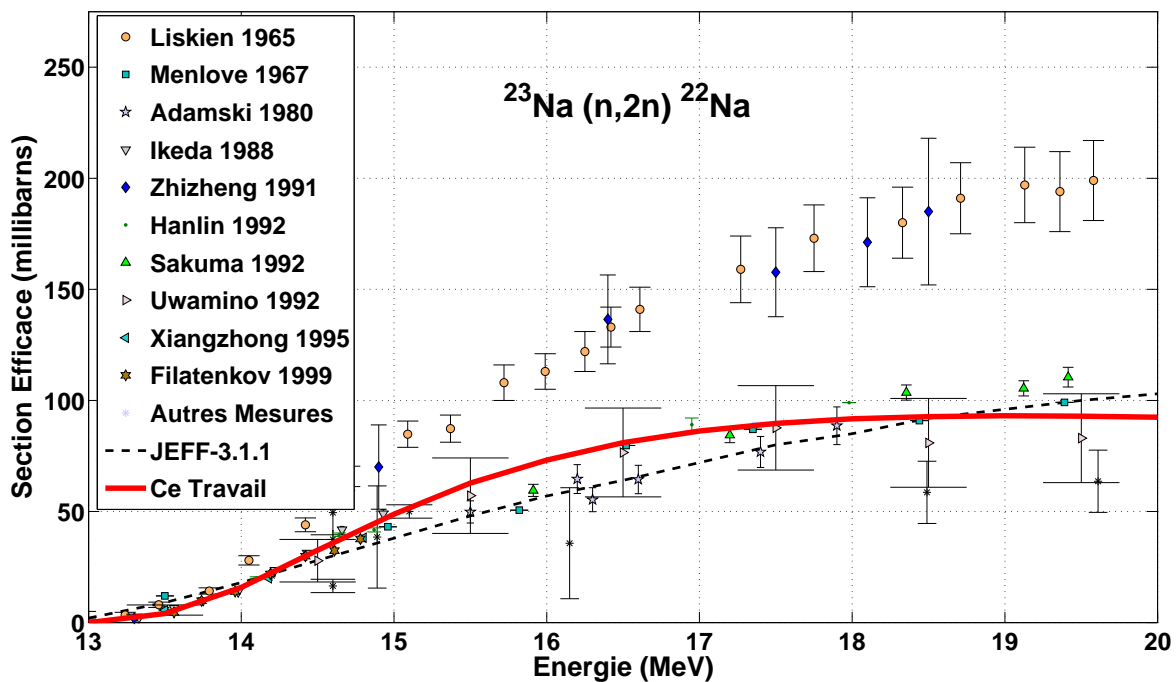 250
200
150
100
50
0
Section Efficace (millibarns)
Liskien 1965
Menlove 1967
Adamski 1980
Ikeda 1988
Zhizheng 1991
Hanlin 1992
Sakuma 1992
Uwamino 1992
Xiangzhong 1995
Filatenkov 1999
Autres Mesures
JEFF-3.1.1
Ce Travail
²³Na (n,2n) ²²Na
13 14 15 16 17 18 19 20
Energie (MeV)